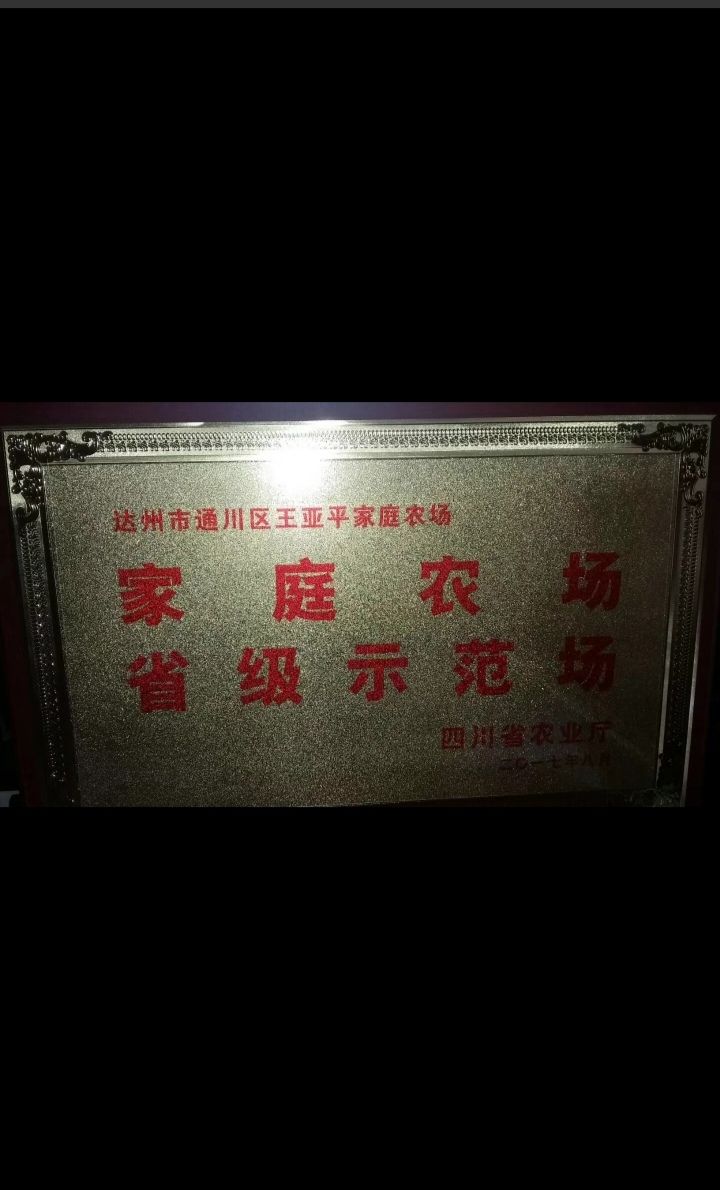 达州市通川区王亚平家庭农场
家庭农场
省级示范场
四川省农业厅
二〇一七年八月